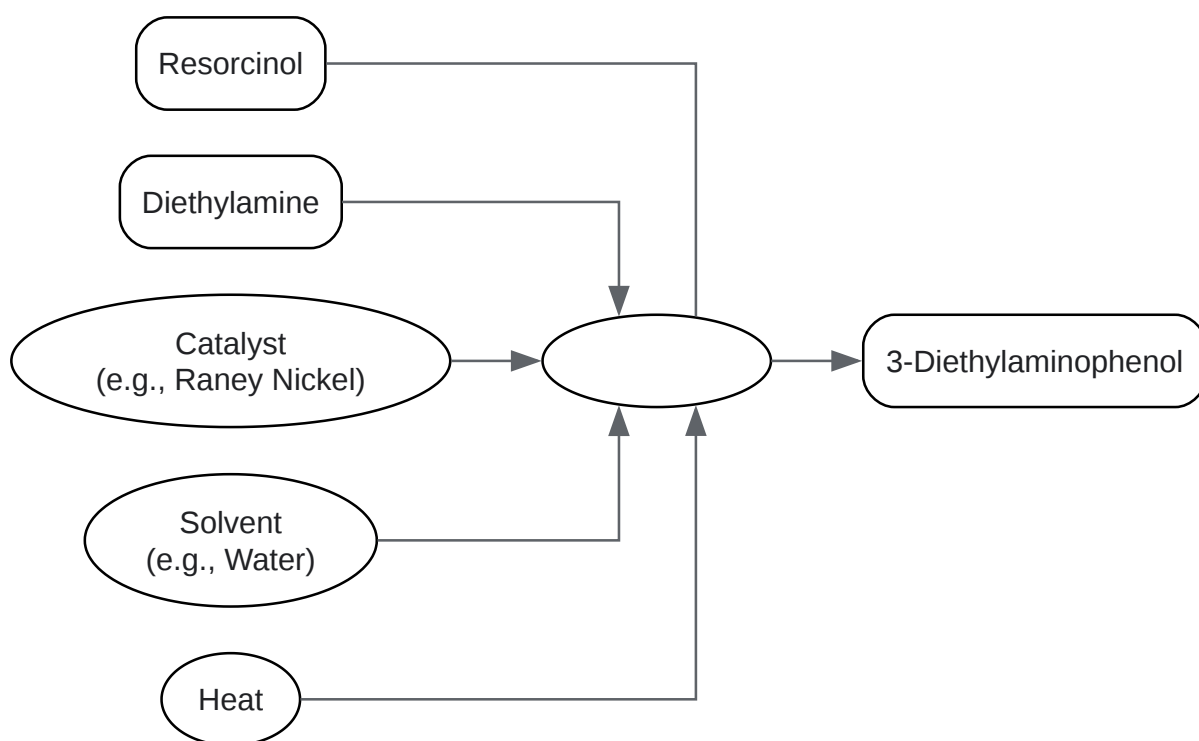 Resorcinol
Diethylamine
Catalyst
(e.g., Raney Nickel)
3-Diethylaminophenol
Solvent
(e.g., Water)
Heat